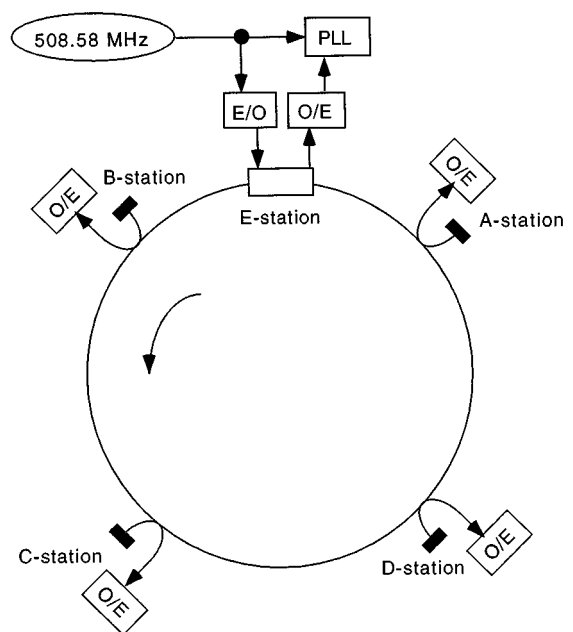 508.58 MHz
PLL
E/O
O/E
B-station
O/E
E-station
O/E
A-station
C-station
O/E
D-station
O/E